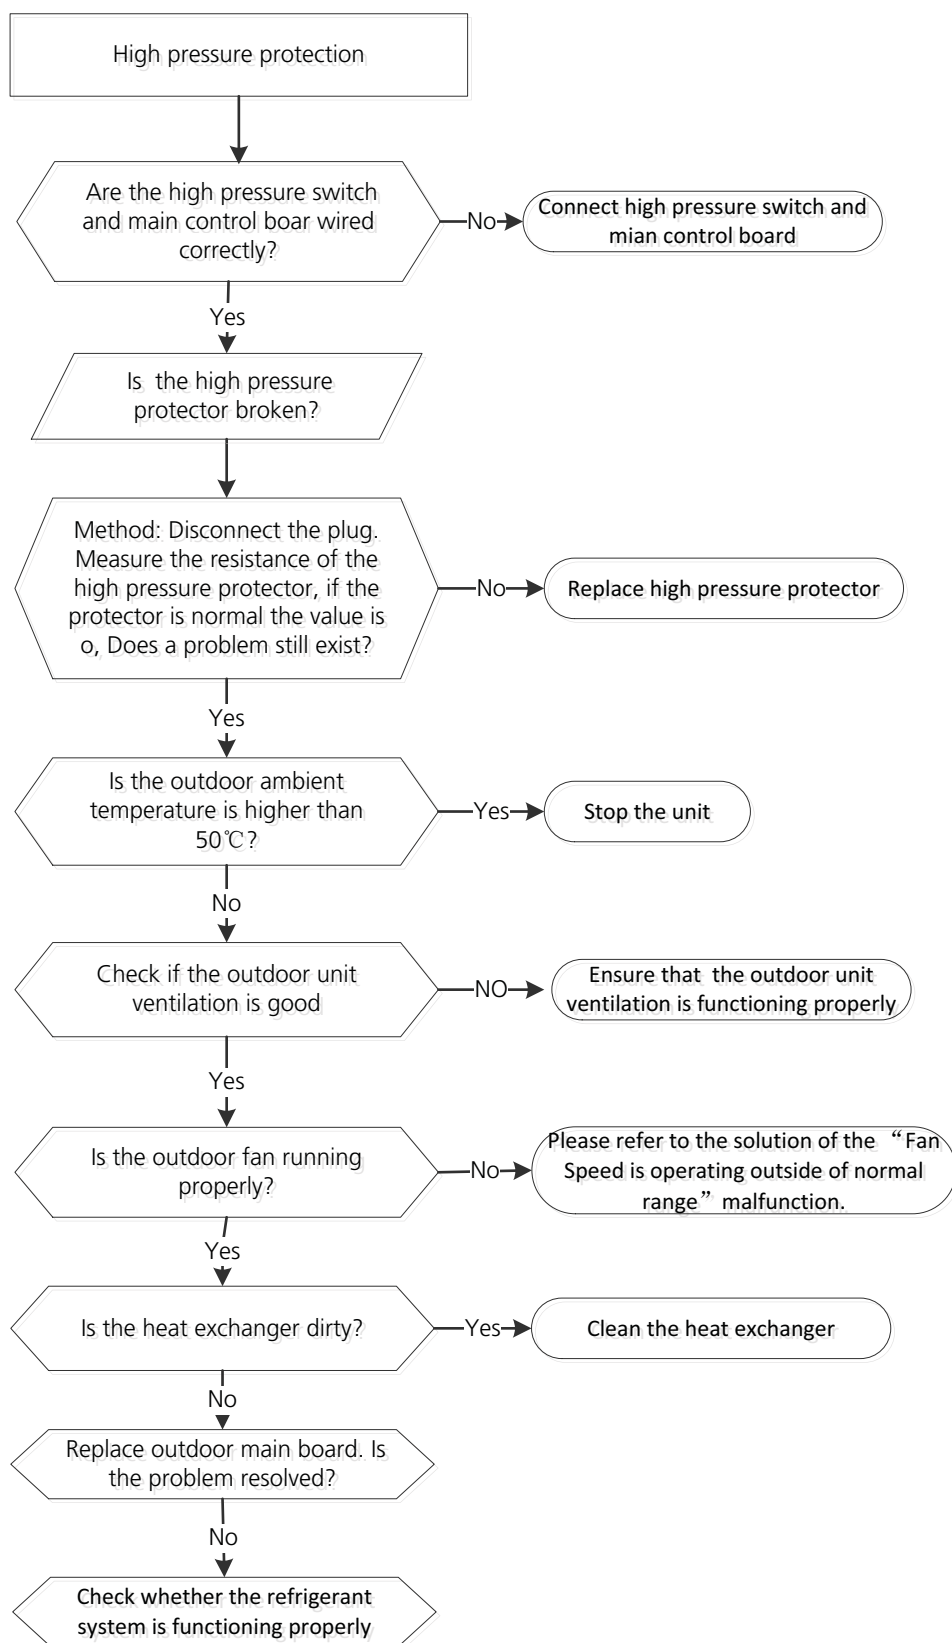 High pressure protection
Are the high pressure switch
and main control boar wired
correctly?
No
Connect high pressure switch and
mian control board
Yes
Is the high pressure
protector broken?
Method: Disconnect the plug.
Measure the resistance of the
high pressure protector, if the
protector is normal the value is
o, Does a problem still exist?
No
Replace high pressure protector
Yes
Is the outdoor ambient
temperature is higher than
50℃?
Yes
Stop the unit
No
Check if the outdoor unit
ventilation is good
NO
Ensure that the outdoor unit
ventilation is functioning properly
Yes
Is the outdoor fan running
properly?
No
Please refer to the solution of the “Fan
Speed is operating outside of normal
range” malfunction.
Yes
Is the heat exchanger dirty?
Yes
Clean the heat exchanger
No
Replace outdoor main board. Is
the problem resolved?
No
Check whether the refrigerant
system is functioning properly